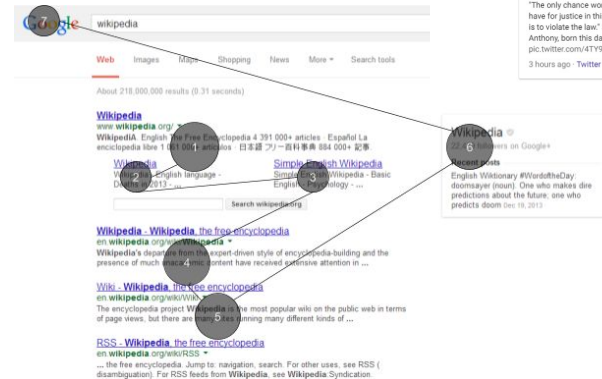 Google
wikipedia
Web Images Maps Shopping News More Search tools
About 218,000,000 results (0.31 seconds)
Wikipedia
www.wikipedia.org/
WikipediA English The Free Encyclopedia 4 391 000+ articles · Español La
enciclopedia libre 1 061 000+ artículos · 日本語 フリー百科事典 884 000+ 記事.
Wikipedia
Wikipedia - English language -
Deaths in 2013 - ...
Simple English Wikipedia
Simple English Wikipedia - Basic
English - Psychology - ...
Search wikipedia.org
Wikipedia - Wikipedia, the free encyclopedia
en.wikipedia.org/wiki/Wikipedia
Wikipedia's departure from the expert-driven style of encyclopedia-building and the
presence of much unacademic content have received extensive attention in ...
Wiki - Wikipedia, the free encyclopedia
en.wikipedia.org/wiki/Wiki
The encyclopedia project Wikipedia is the most popular wiki on the public web in terms
of page views, but there are many sites running many different kinds of ...
RSS - Wikipedia, the free encyclopedia
en.wikipedia.org/wiki/RSS
... the free encyclopedia. Jump to: navigation, search. For other uses, see RSS (
disambiguation). For RSS feeds from Wikipedia, see Wikipedia:Syndication.
2
3
4
5
6
7
"The only chance
have for justice in thi
is to violate the law."
Anthony, born this da
pic.twitter.com/4TY9
3 hours ago · Twitter
Wikipedia
followers on Google+
Recent posts
English Wiktionary #WordoftheDay:
doomsayer (noun). One who makes dire
predictions about the future; one who
predicts doom Dec 19, 2013